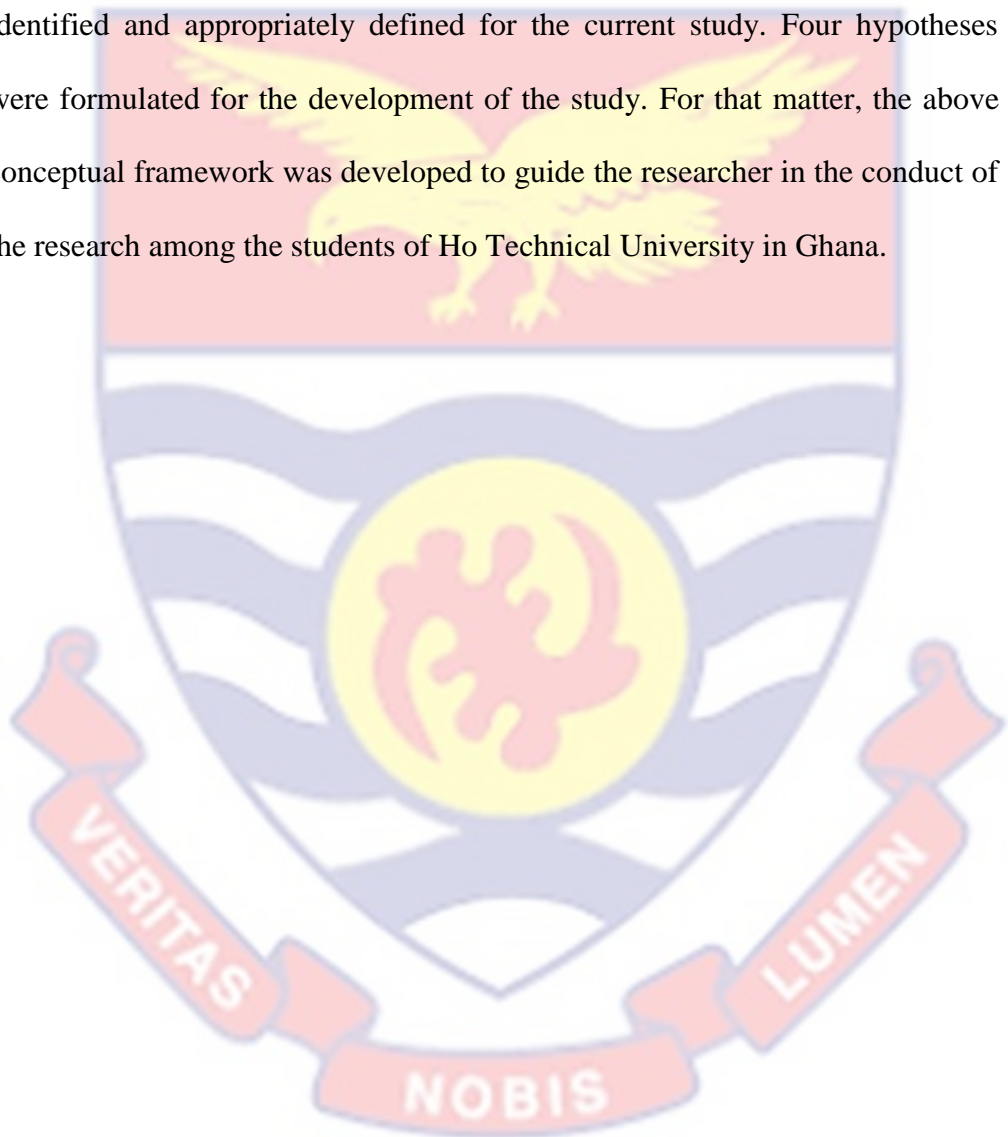 identified and appropriately defined for the current study. Four hypotheses
were formulated for the development of the study. For that matter, the above
conceptual framework was developed to guide the researcher in the conduct of
the research among the students of Ho Technical University in Ghana.
VERITAS
NOBIS
LUMEN